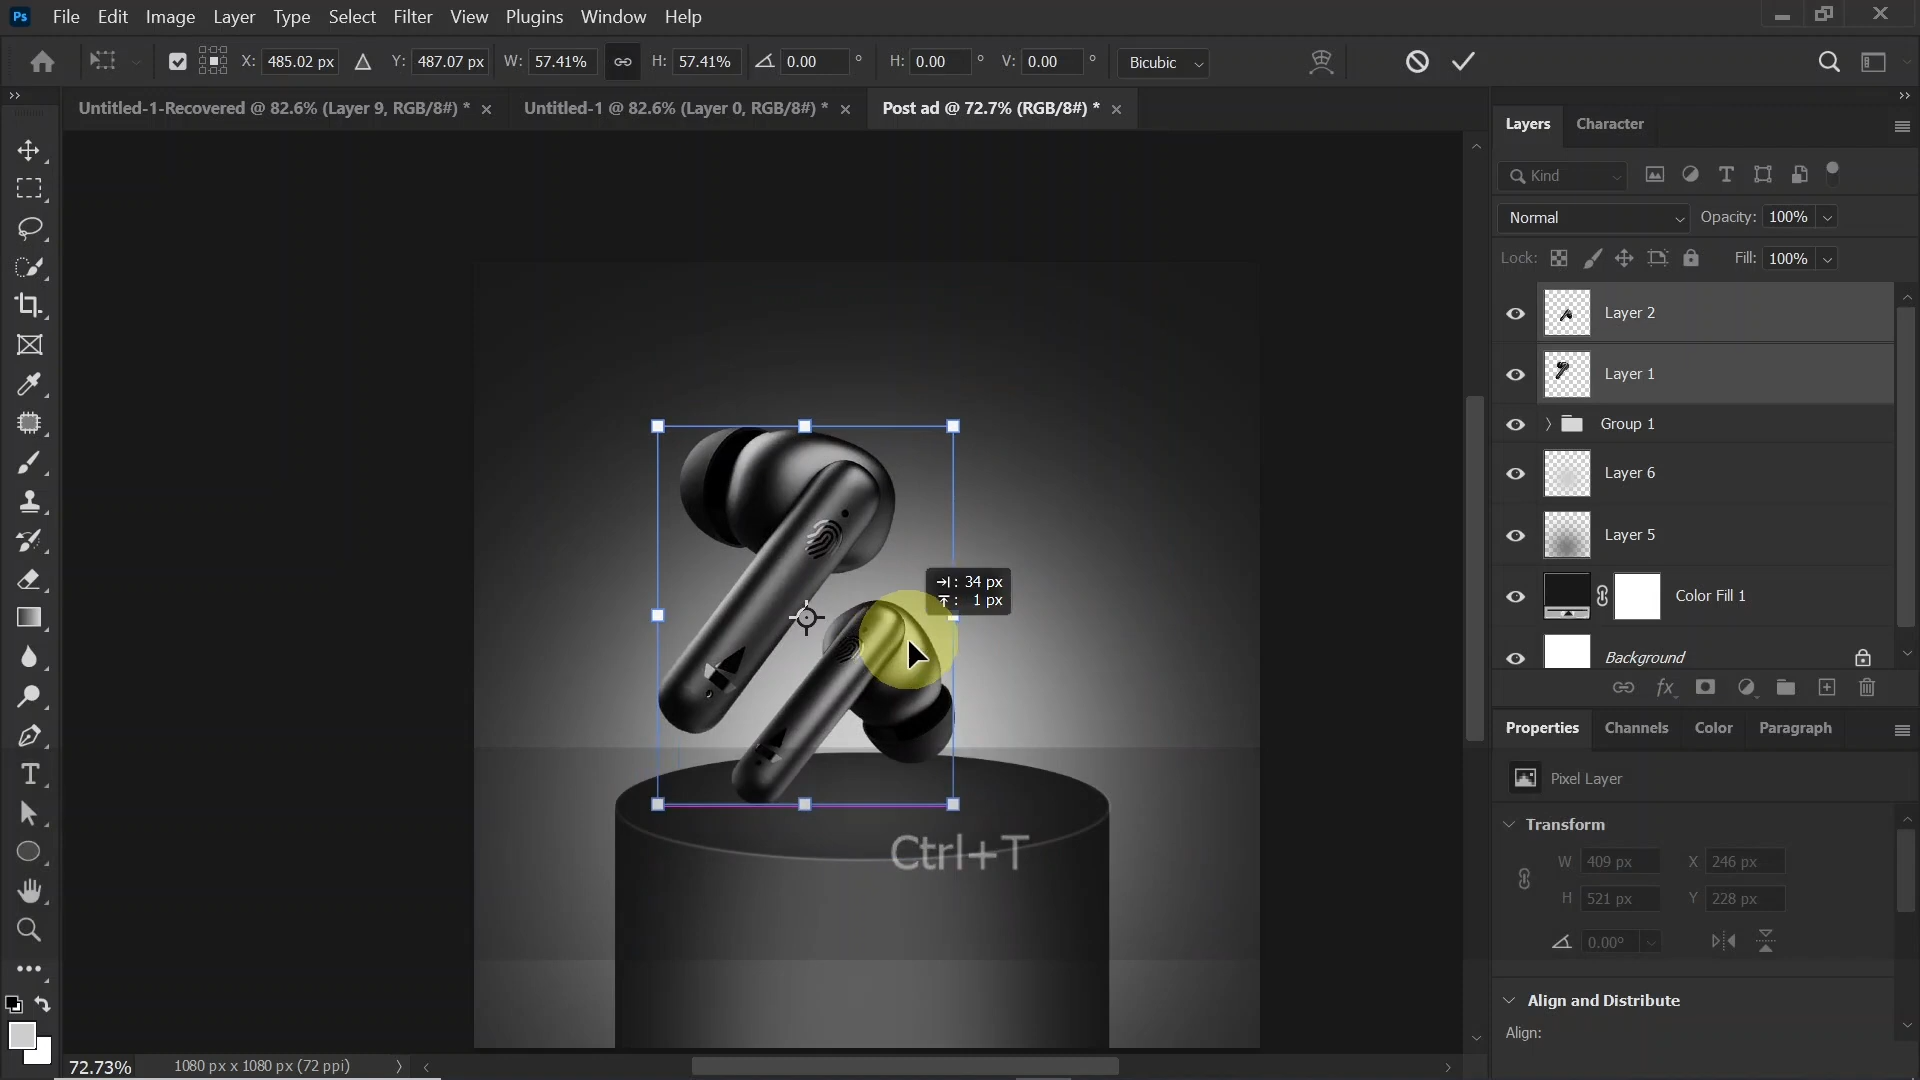 Ps File Edit Image Layer Type Select Filter View Plugins Window Help
X: 485.02 px Y: 487.07 px W: 57.41% H: 57.41% 0.00 ° H: 0.00 ° V: 0.00 ° Bicubic
Untitled-1-Recovered @ 82.6% (Layer 9, RGB/8#) * Untitled-1 @ 82.6% (Layer 0, RGB/8#) * Post ad @ 72.7% (RGB/8#) *
Layers Character
Kind
Normal Opacity: 100%
Lock: Fill: 100%
Layer 2
Layer 1
Group 1
Layer 6
Layer 5
Color Fill 1
Background
fx
34 px
1 px
Ctrl+T
Properties Channels Color Paragraph
Pixel Layer
Transform
W 409 px X 246 px
H 521 px Y 228 px
0.00°
Align and Distribute
Align:
72.73% 1080 px x 1080 px (72 ppi)